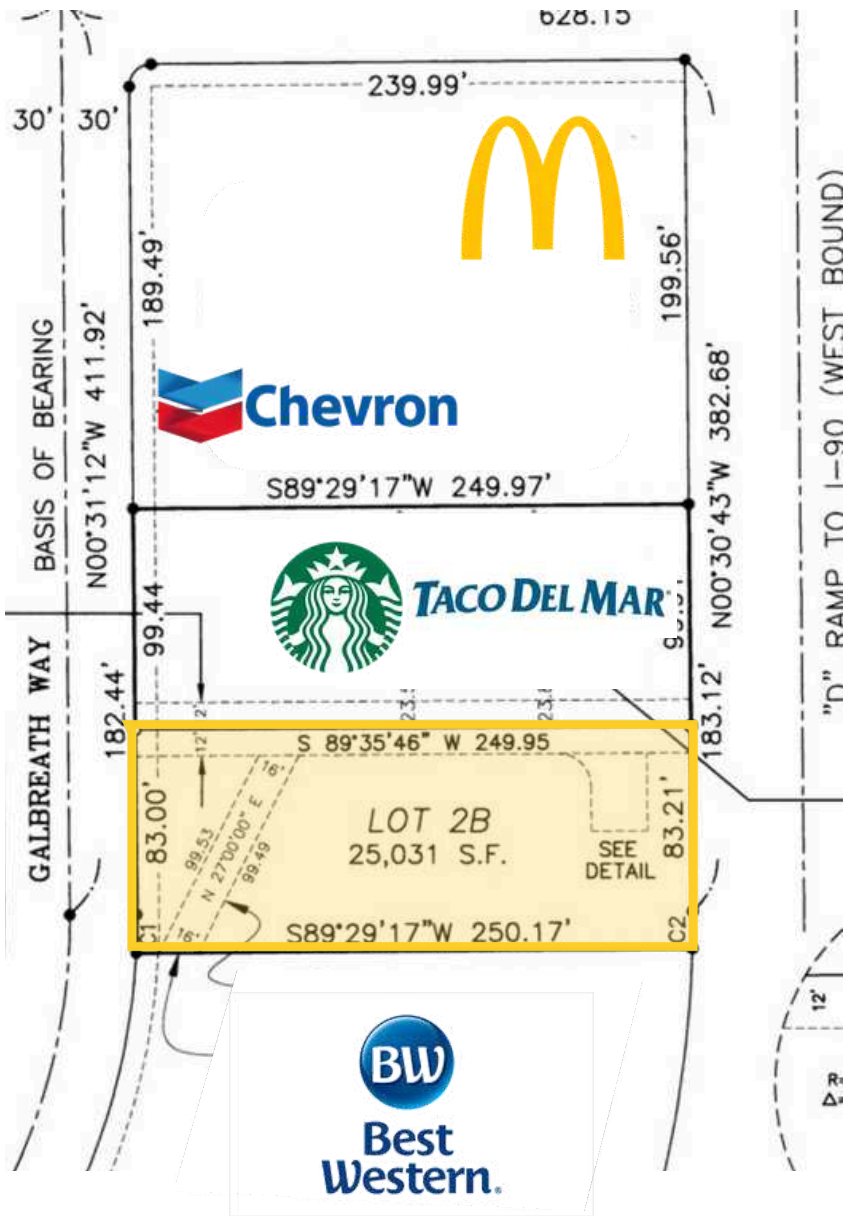 628.15
239.99'
30'
30'
189.49'
199.56'
BASIS OF BEARING
N00°31'12"W 411.92'
Chevron
N00°30'43"W 382.68'
"D" RAMP TO I-90 (WEST BOUND)
S89°29'17"W 249.97'
99.44
TACO DEL MAR
GALBREATH WAY
182.44'
183.12'
12'
2'
S 89°35'46" W 249.95
83.00'
16'
99.53
N 27°00'00" E
99.49
LOT 2B
25,031 S.F.
SEE
DETAIL
83.21'
C1
16'
S89°29'17"W 250.17'
C2
12'
BW
Best
Western